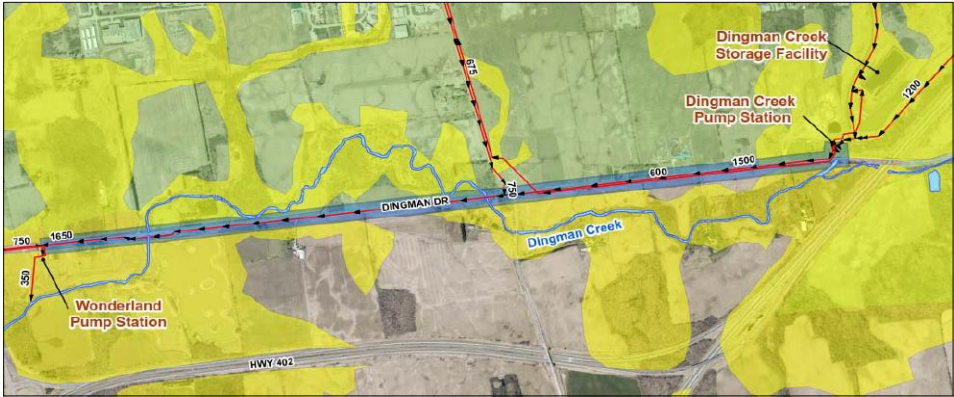 Dingman Creek
Storage Facility
675
1200
Dingman Creek
Pump Station
1500
600
750
DINGMAN DR
Dingman Creek
1650
750
350
Wonderland
Pump Station
HWY 402